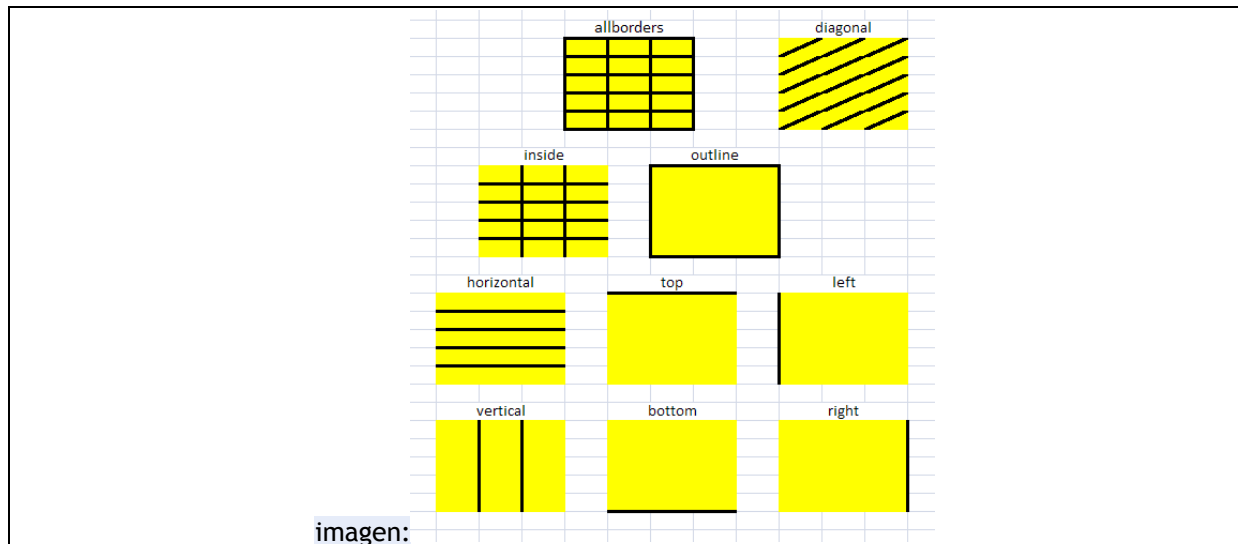 allborders diagonal
inside outline
horizontal top left
vertical bottom right
imagen: